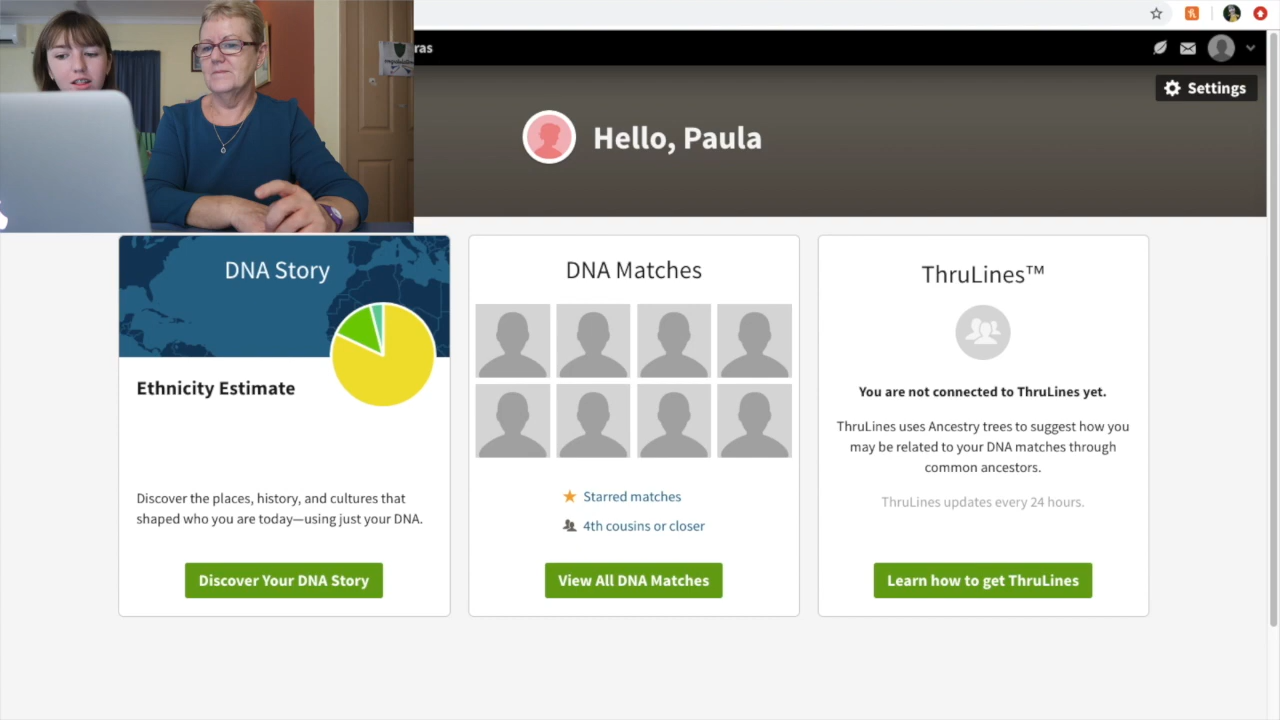 ras
Settings
Hello, Paula
DNA Story
Ethnicity Estimate
Discover the places, history, and cultures that
shaped who you are today—using just your DNA.
Discover Your DNA Story
DNA Matches
Starred matches
4th cousins or closer
View All DNA Matches
ThruLines™
You are not connected to ThruLines yet.
ThruLines uses Ancestry trees to suggest how you
may be related to your DNA matches through
common ancestors.
ThruLines updates every 24 hours.
Learn how to get ThruLines